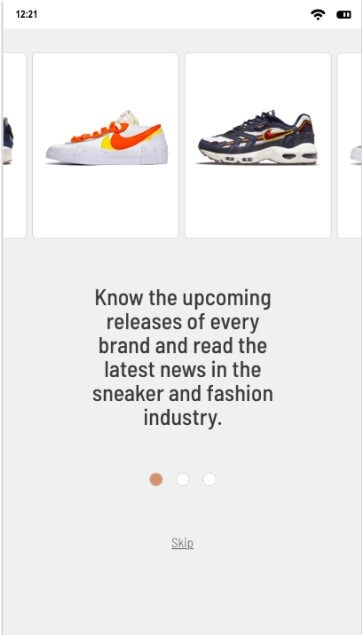 12:21
Know the upcoming
releases of every
brand and read the
latest news in the
sneaker and fashion
industry.
Skip